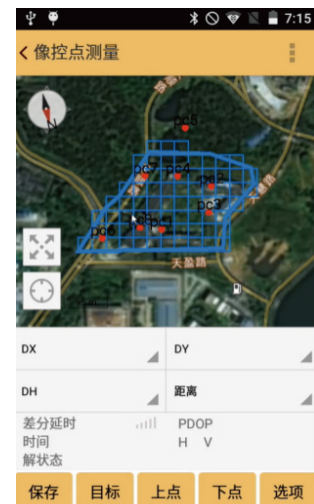 7:15
像控点测量
N
pc5
pc7
pc4
pc2
pc3
pc6
pc1
天盈路
DX
DY
DH
距离
差分延时
PDOP
时间
H V
解状态
保存
目标
上点
下点
选项